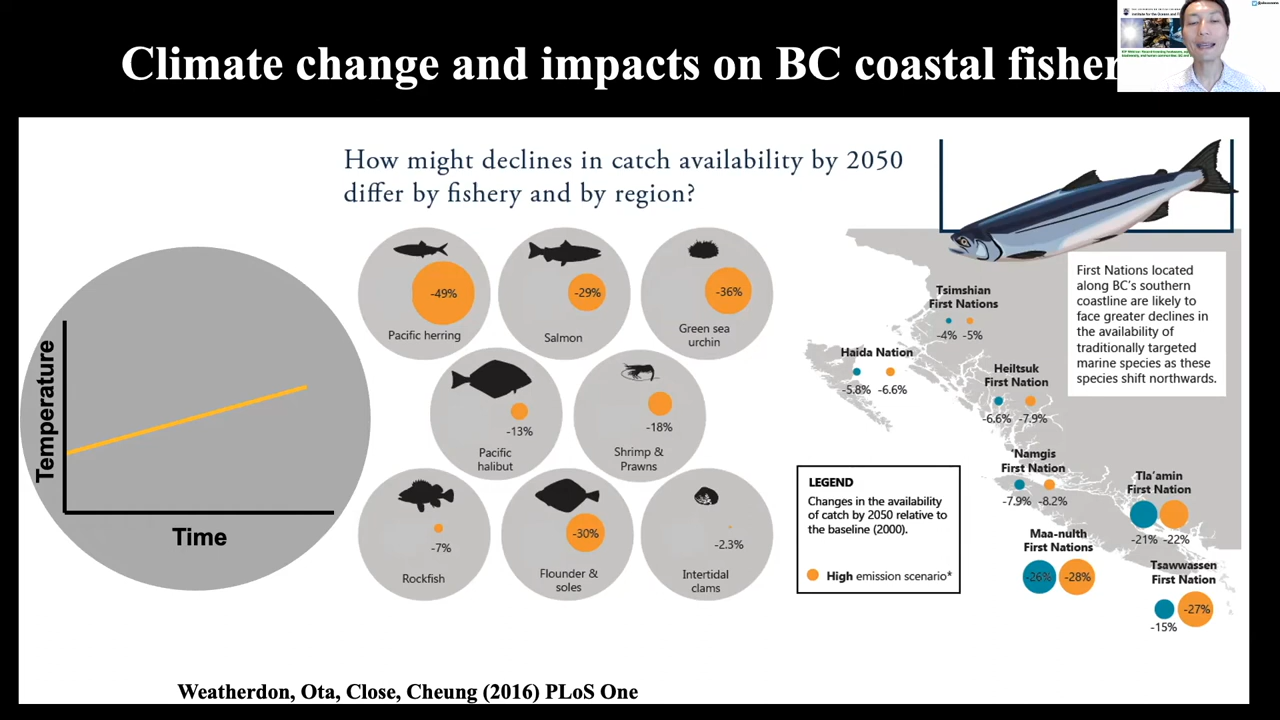 Climate change and impacts on BC coastal fisher
How might declines in catch availability by 2050
differ by fishery and by region?
Temperature
Time
-49%
Pacific herring
-29%
Salmon
-36%
Green sea
urchin
-13%
Pacific
halibut
-18%
Shrimp &
Prawns
-7%
Rockfish
-30%
Flounder &
soles
-2.3%
Intertidal
clams
First Nations located
along BC's southern
coastline are likely to
face greater declines in
the availability of
traditionally targeted
marine species as these
species shift northwards.
Tsimshian
First Nations
-4% -5%
Haida Nation
-5.8% -6.6%
Heiltsuk
First Nation
-6.6% -7.9%
'Namgis
First Nation
-7.9% -8.2%
Tla'amin
First Nation
-21% -22%
Maa-nulth
First Nations
-26% -28%
Tsawwassen
First Nation
-27%
-15%
LEGEND
Changes in the availability
of catch by 2050 relative to
the baseline (2000).
High emission scenario*
Weatherdon, Ota, Close, Cheung (2016) PLoS One